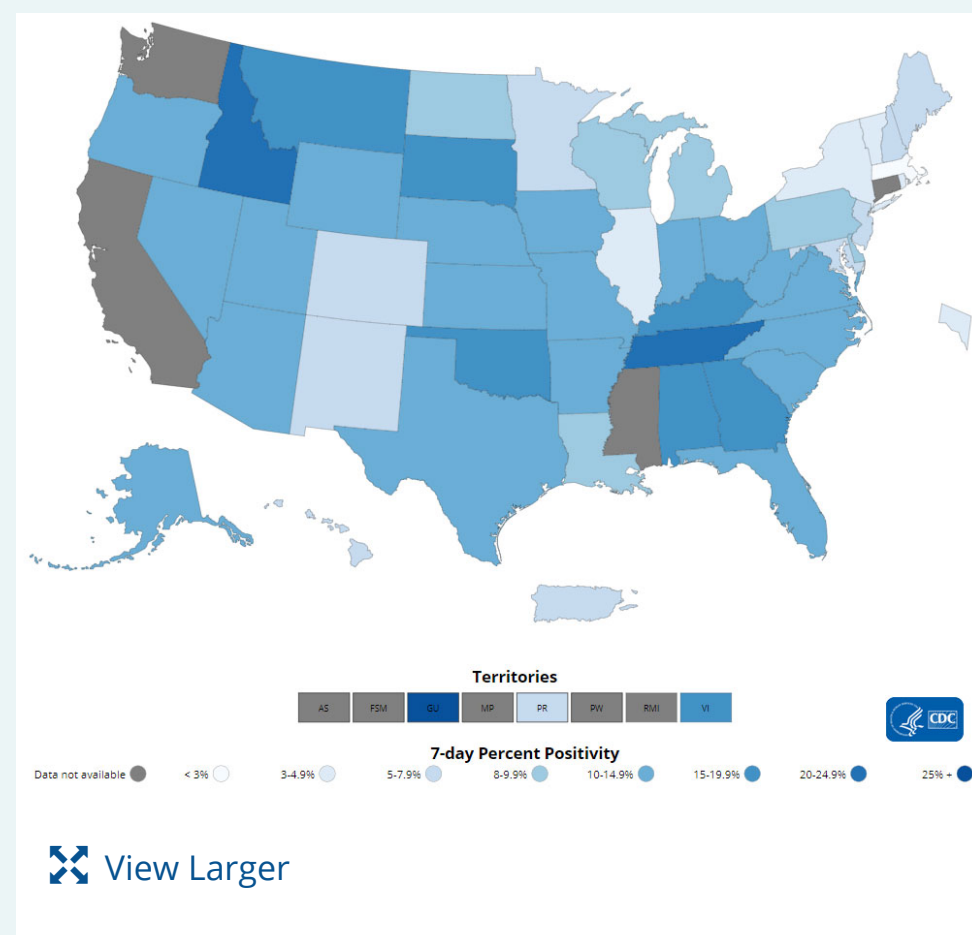 Territories
AS FSM GU MP PR PW RMI VI
CDC
7-day Percent Positivity
Data not available < 3% 3-4.9% 5-7.9% 8-9.9% 10-14.9% 15-19.9% 20-24.9% 25% +
View Larger